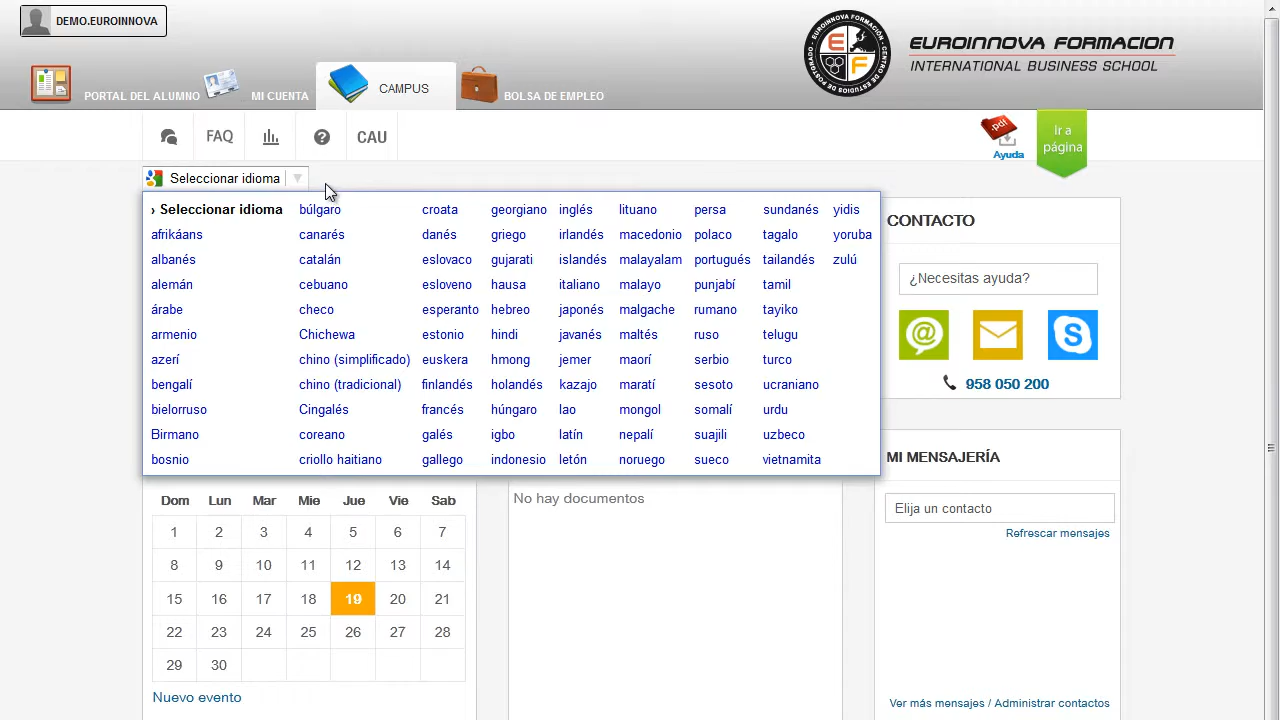 DEMO.EUROINNOVA
EUROINNOVA FORMACIÓN
CENTRO DE ESTUDIOS DE POSTGRADO
E
F
EUROINNOVA FORMACION
INTERNATIONAL BUSINESS SCHOOL
PORTAL DEL ALUMNO
MI CUENTA
CAMPUS
BOLSA DE EMPLEO
FAQ
CAU
.pdf
Ayuda
Ir a
página
Seleccionar idioma
› Seleccionar idioma búlgaro croata georgiano inglés lituano persa sundanés yidis
afrikáans canarés danés griego irlandés macedonio polaco tagalo yoruba
albanés catalán eslovaco gujarati islandés malayalam portugués tailandés zulú
alemán cebuano esloveno hausa italiano malayo punjabí tamil
árabe checo esperanto hebreo japonés malgache rumano tayiko
armenio Chichewa estonio hindi javanés maltés ruso telugu
azerí chino (simplificado) euskera hmong jemer maorí serbio turco
bengalí chino (tradicional) finlandés holandés kazajo maratí sesoto ucraniano
bielorruso Cingalés francés húngaro lao mongol somalí urdu
Birmano coreano galés igbo latín nepalí suajili uzbeco
bosnio criollo haitiano gallego indonesio letón noruego sueco vietnamita
CONTACTO
¿Necesitas ayuda?
958 050 200
Dom Lun Mar Mie Jue Vie Sab
1 2 3 4 5 6 7
8 9 10 11 12 13 14
15 16 17 18 19 20 21
22 23 24 25 26 27 28
29 30
Nuevo evento
No hay documentos
MI MENSAJERÍA
Elija un contacto
Refrescar mensajes
Ver más mensajes / Administrar contactos